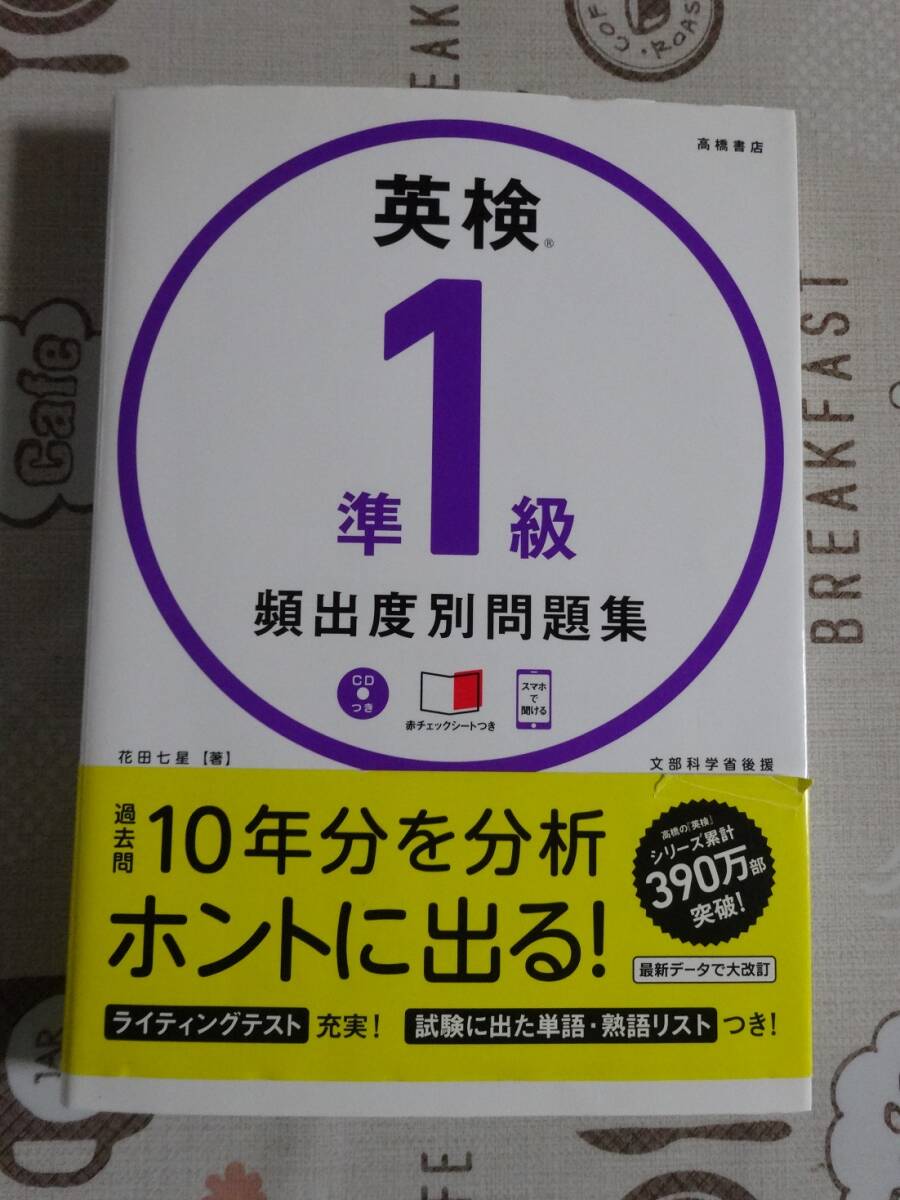 高橋書店
英検®
準1級
頻出度別問題集
CD
つき
赤チェックシートつき
スマホ
で
聞ける
花田七星【著】
文部科学省後援
過去問
10年分を分析
ホントに出る!
高橋の『英検』
シリーズ累計
390万部
突破!
最新データで大改訂
ライティングテスト 充実! 試験に出た単語・熟語リスト つき!
BREAKFAST
BREAK
Cafe
COF
ROAS
JAR
FAST